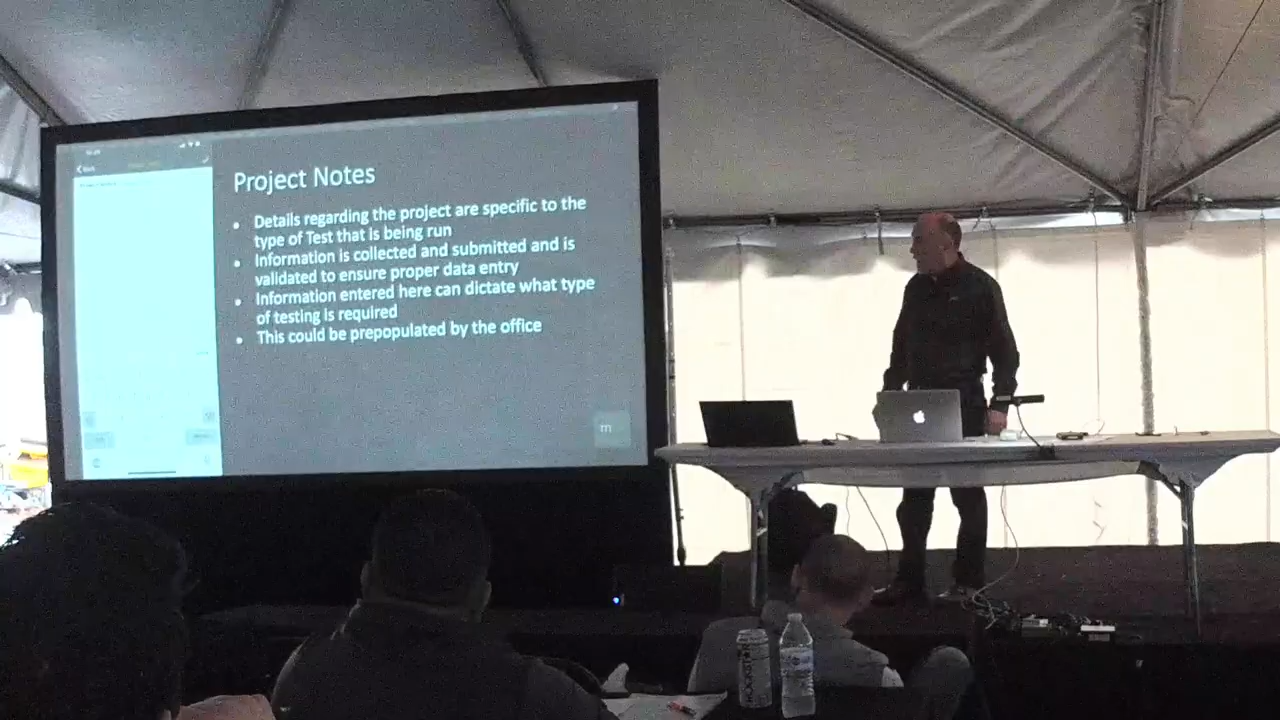 Project Notes
• Details regarding the project are specific to the
type of Test that is being run
• Information is collected and submitted and is
validated to ensure proper data entry
• Information entered here can dictate what type
of testing is required
• This could be prepopulated by the office
m
ROCKSTAR